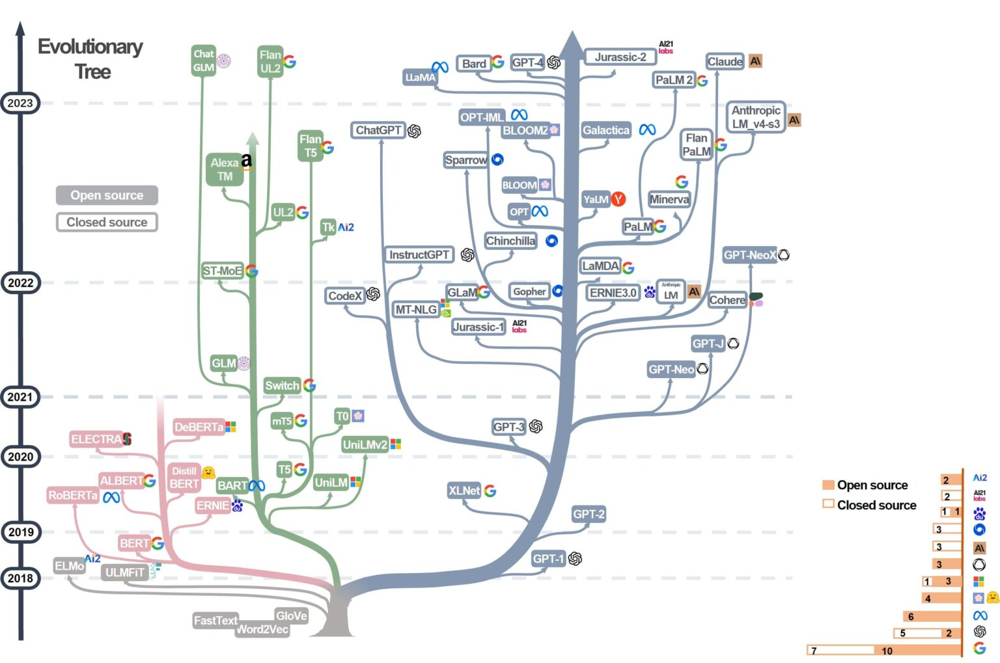 Evolutionary
Tree
2023
2022
2021
2020
2019
2018
Open source
Closed source
Chat
GLM
Flan
UL2
Alexa
TM
a
Flan
T5
UL2
Tk
Ai2
ST-MoE
GLM
Switch
mT5
T0
UniLMv2
T5
BART
UniLM
DeBERTa
ELECTRA
Distill
BERT
ALBERT
RoBERTa
ERNIE
du
BERT
ELMo
Ai2
ULMFiT
FastText
Word2Vec
GloVe
LLaMA
Bard
GPT-4
Jurassic-2
AI21
labs
Claude
A\
PaLM 2
Anthropic
LM_v4-s3
A\
OPT-IML
BLOOMZ
ChatGPT
Galactica
Flan
PaLM
Sparrow
BLOOM
YaLM
Y
Minerva
OPT
PaLM
Chinchilla
InstructGPT
GPT-NeoX
LaMDA
CodeX
GLaM
Gopher
ERNIE3.0
du
Anthropic
LM
A\
Cohere
MT-NLG
Jurassic-1
AI21
labs
GPT-J
GPT-Neo
GPT-3
XLNet
GPT-2
GPT-1
Open source
Closed source
2
Ai2
2
AI21
labs
1
1
du
3
3
A\
3
1
3
4
6
5
2
7
10